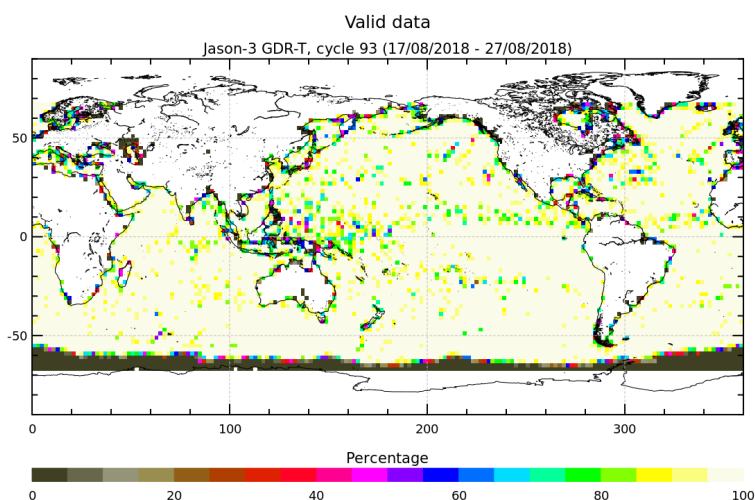 Valid data
Jason-3 GDR-T, cycle 93 (17/08/2018 - 27/08/2018)
50
0
-50
0 100 200 300
Percentage
0 20 40 60 80 100